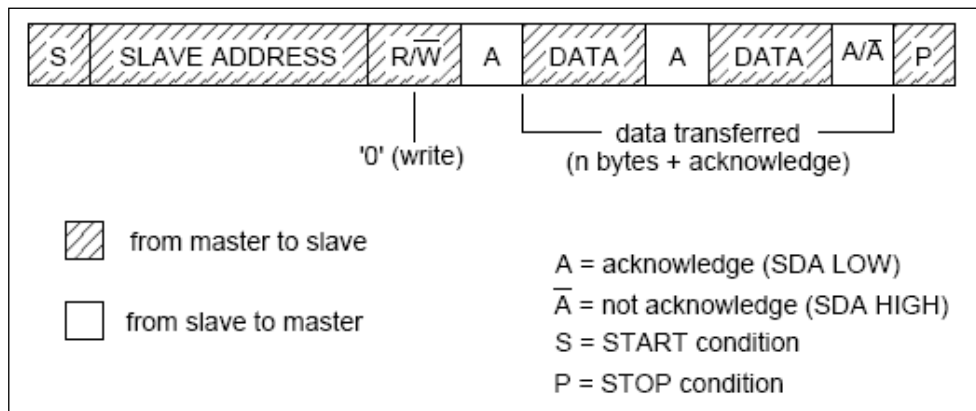 S SLAVE ADDRESS R/W̅ A DATA A DATA A/A̅ P
'0' (write)
data transferred
(n bytes + acknowledge)
from master to slave
from slave to master
A = acknowledge (SDA LOW)
A̅ = not acknowledge (SDA HIGH)
S = START condition
P = STOP condition